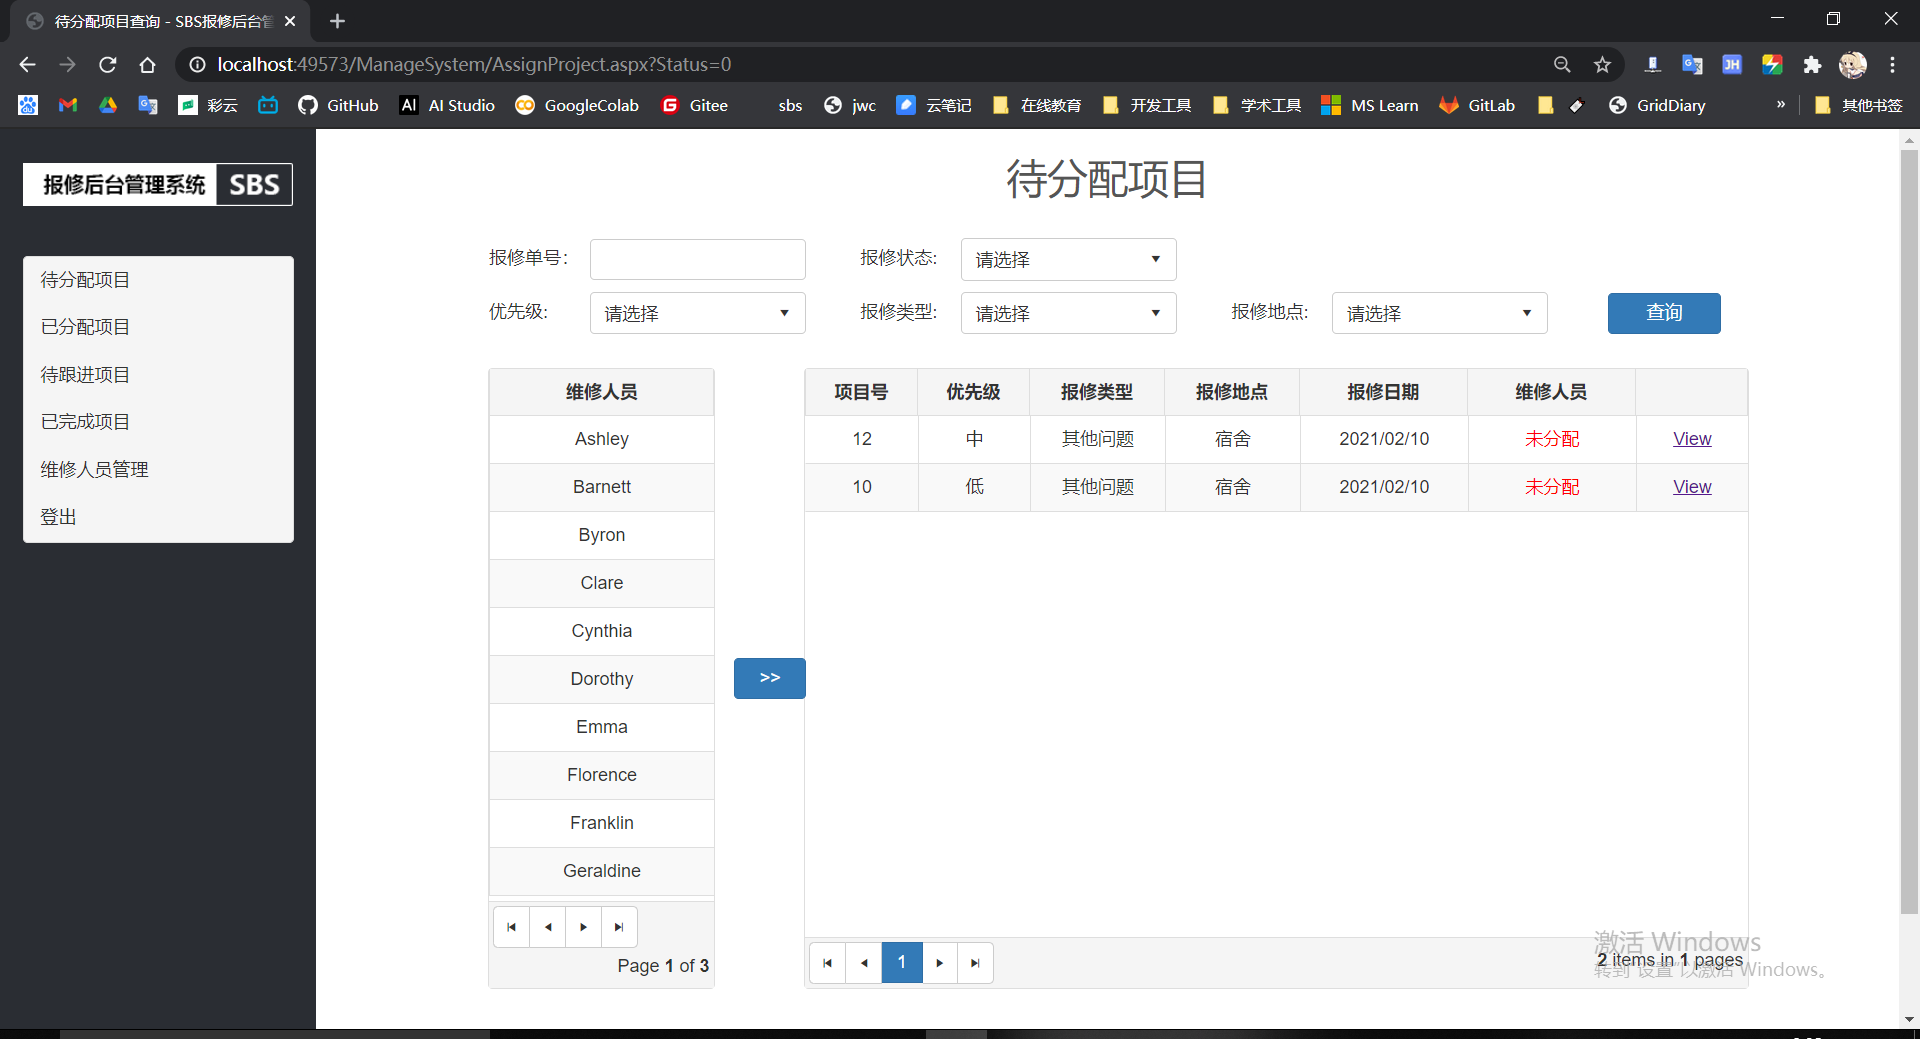 待分配项目查询 - SBS报修后台管
localhost:49573/ManageSystem/AssignProject.aspx?Status=0
彩云 GitHub AI AI Studio GoogleColab Gitee sbs jwc 云笔记 在线教育 开发工具 学术工具 MS Learn GitLab GridDiary » 其他书签
报修后台管理系统 SBS
待分配项目
已分配项目
待跟进项目
已完成项目
维修人员管理
登出
待分配项目
报修单号: 报修状态: 请选择
优先级: 请选择 报修类型: 请选择 报修地点: 请选择 查询
维修人员
Ashley
Barnett
Byron
Clare
Cynthia
Dorothy
Emma
Florence
Franklin
Geraldine
Page 1 of 3
>>
项目号 优先级 报修类型 报修地点 报修日期 维修人员
12 中 其他问题 宿舍 2021/02/10 未分配 View
10 低 其他问题 宿舍 2021/02/10 未分配 View
1
2 items in 1 pages
激活 Windows
转到"设置"以激活 Windows。